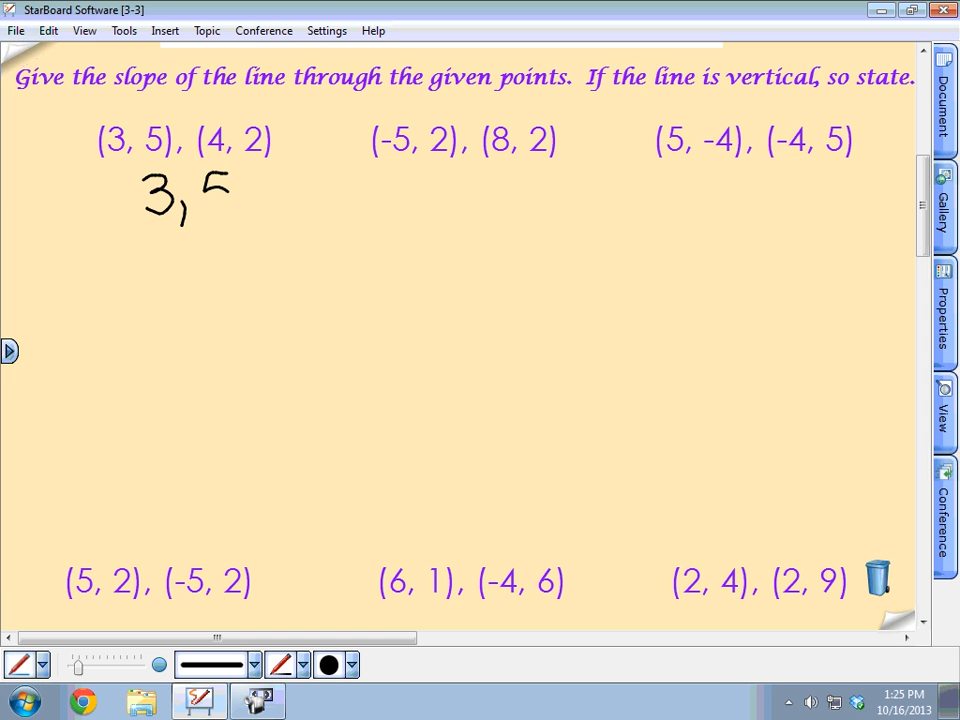 StarBoard Software [3-3]
File Edit View Tools Insert Topic Conference Settings Help
Give the slope of the line through the given points. If the line is vertical, so state.
(3, 5), (4, 2) (-5, 2), (8, 2) (5, -4), (-4, 5)
3, 5
(5, 2), (-5, 2) (6, 1), (-4, 6) (2, 4), (2, 9)
Document
Gallery
Properties
View
Conference
1:25 PM
10/16/2013